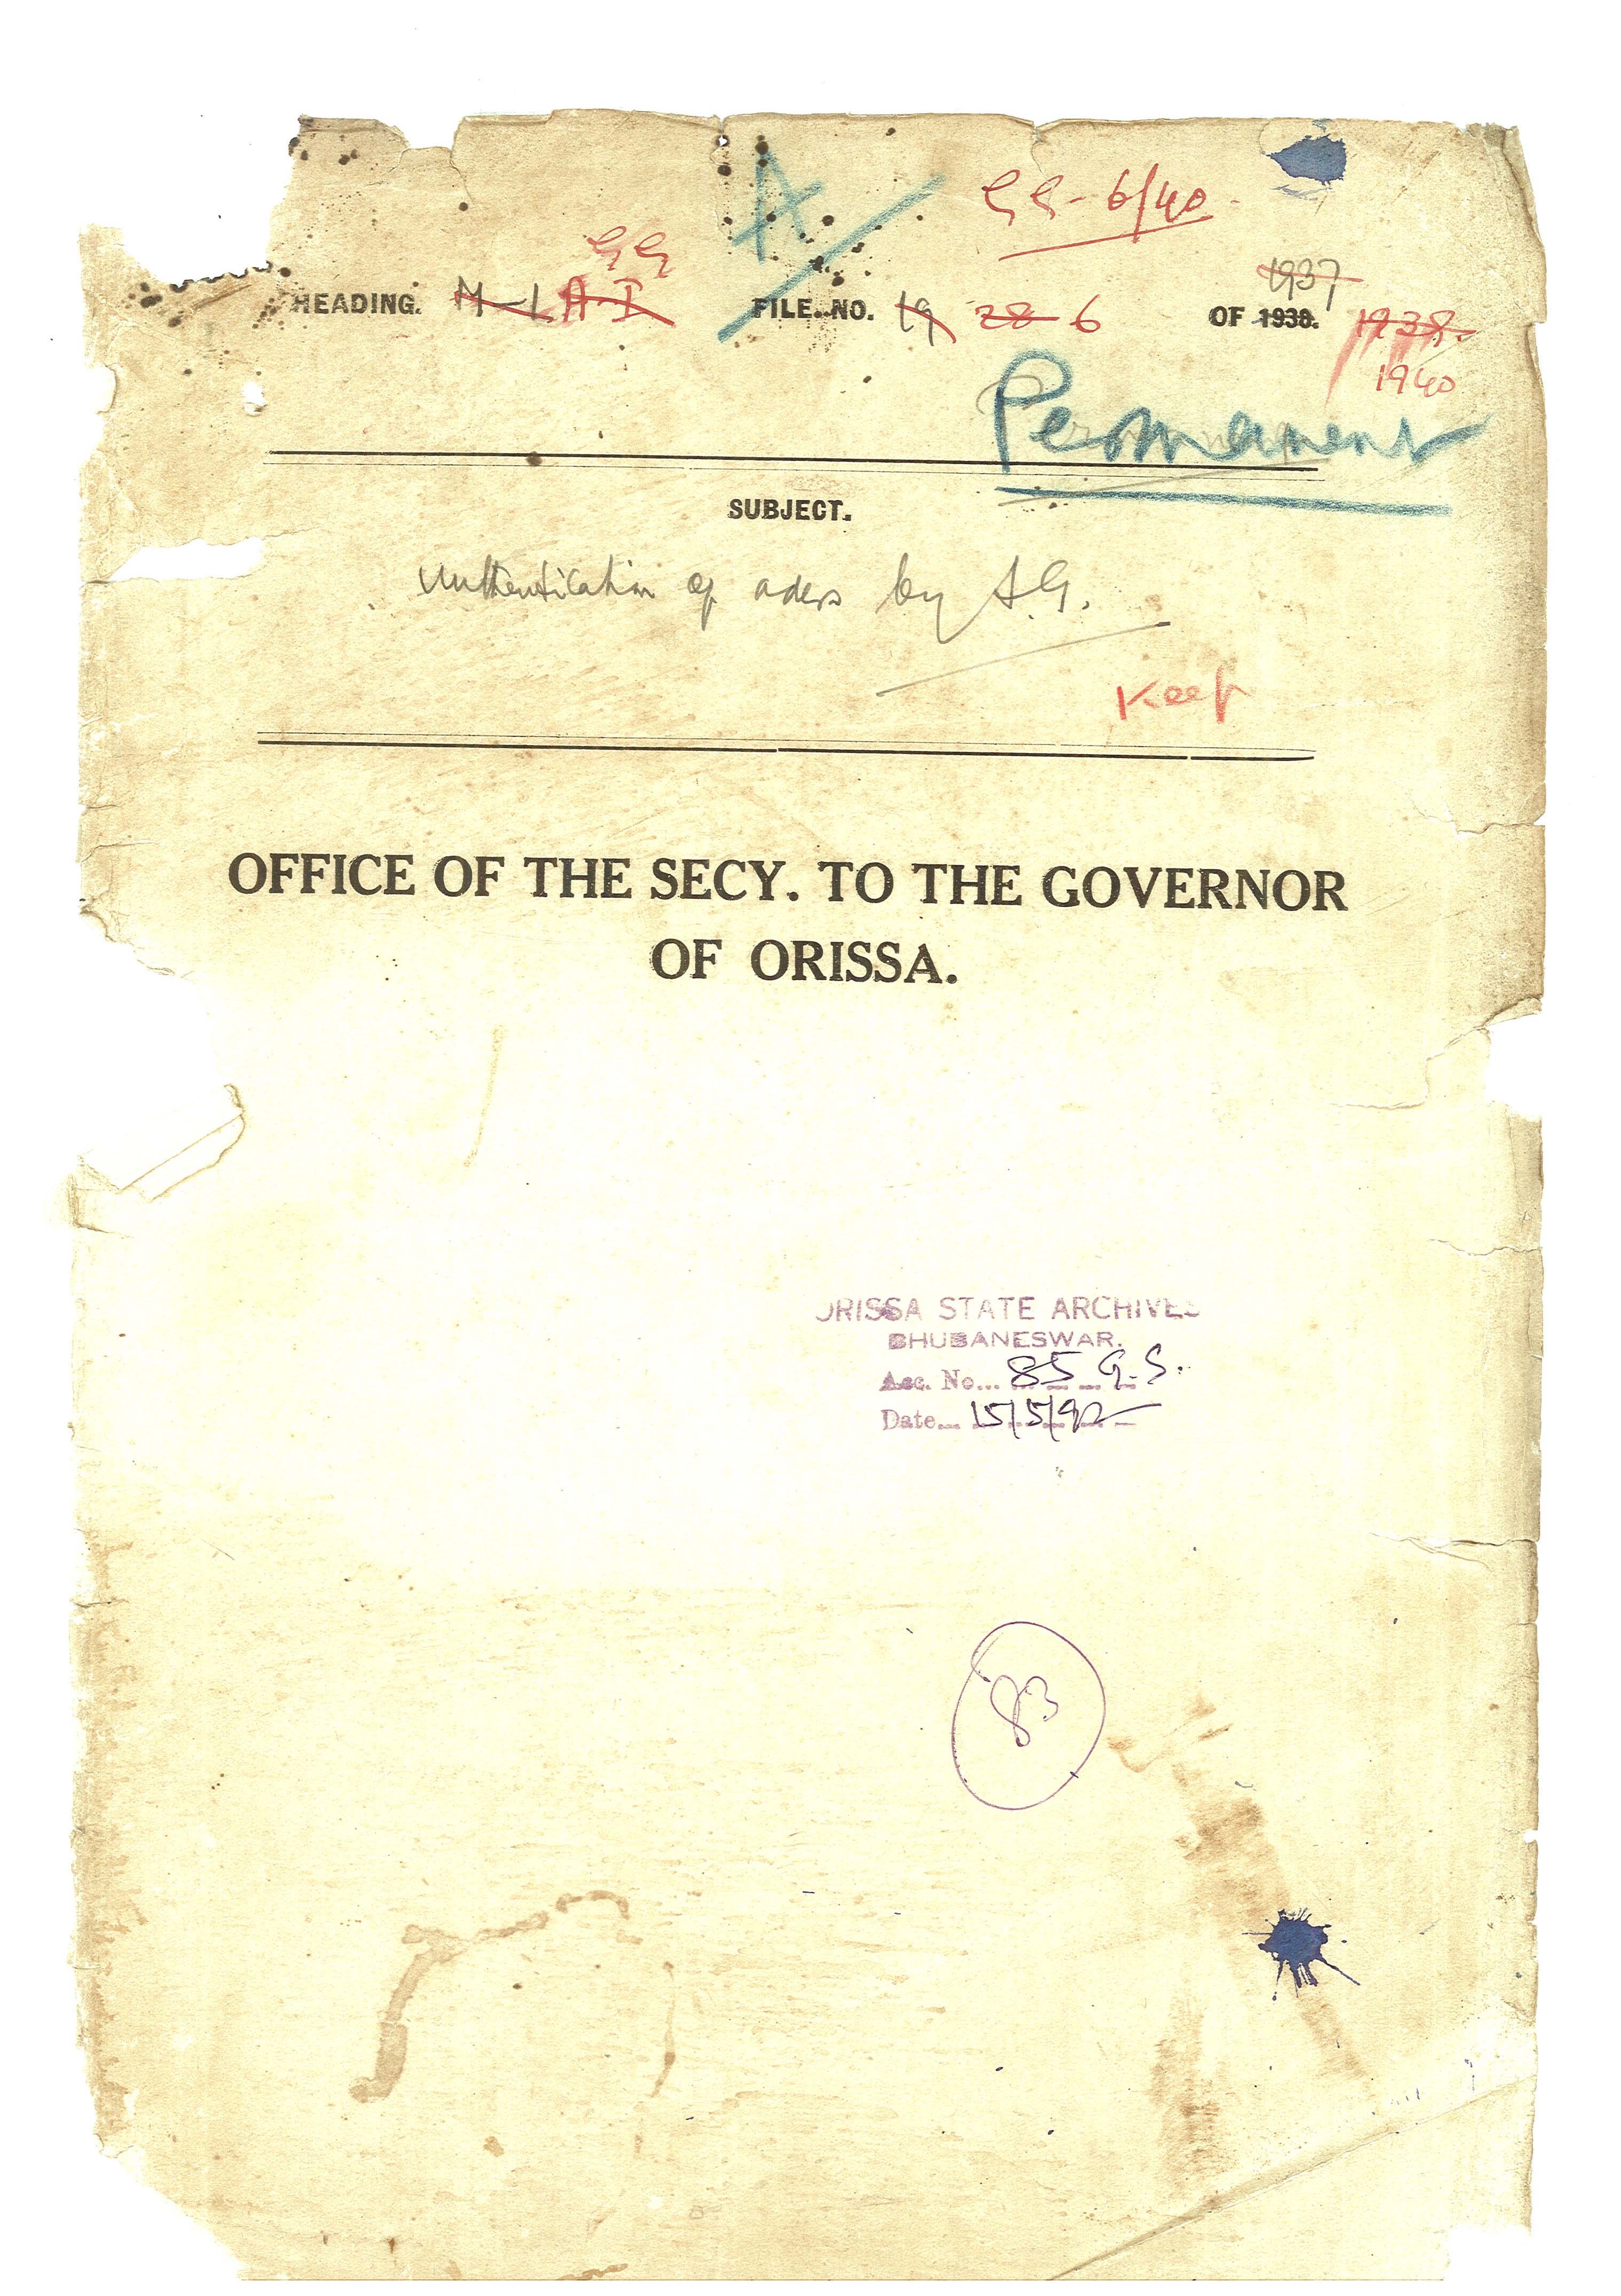 A
GG-6/40
GG
1937
HEADING. M-I A-I FILE NO. 19 28 6 OF 1938. 1938.
1940
Permanent
SUBJECT.
Authentication of orders by S.G.
Keep
OFFICE OF THE SECY. TO THE GOVERNOR
OF ORISSA.
ORISSA STATE ARCHIVES
BHUBANESWAR.
Acc. No... 85 G.S.
Date... 15/5/92
83